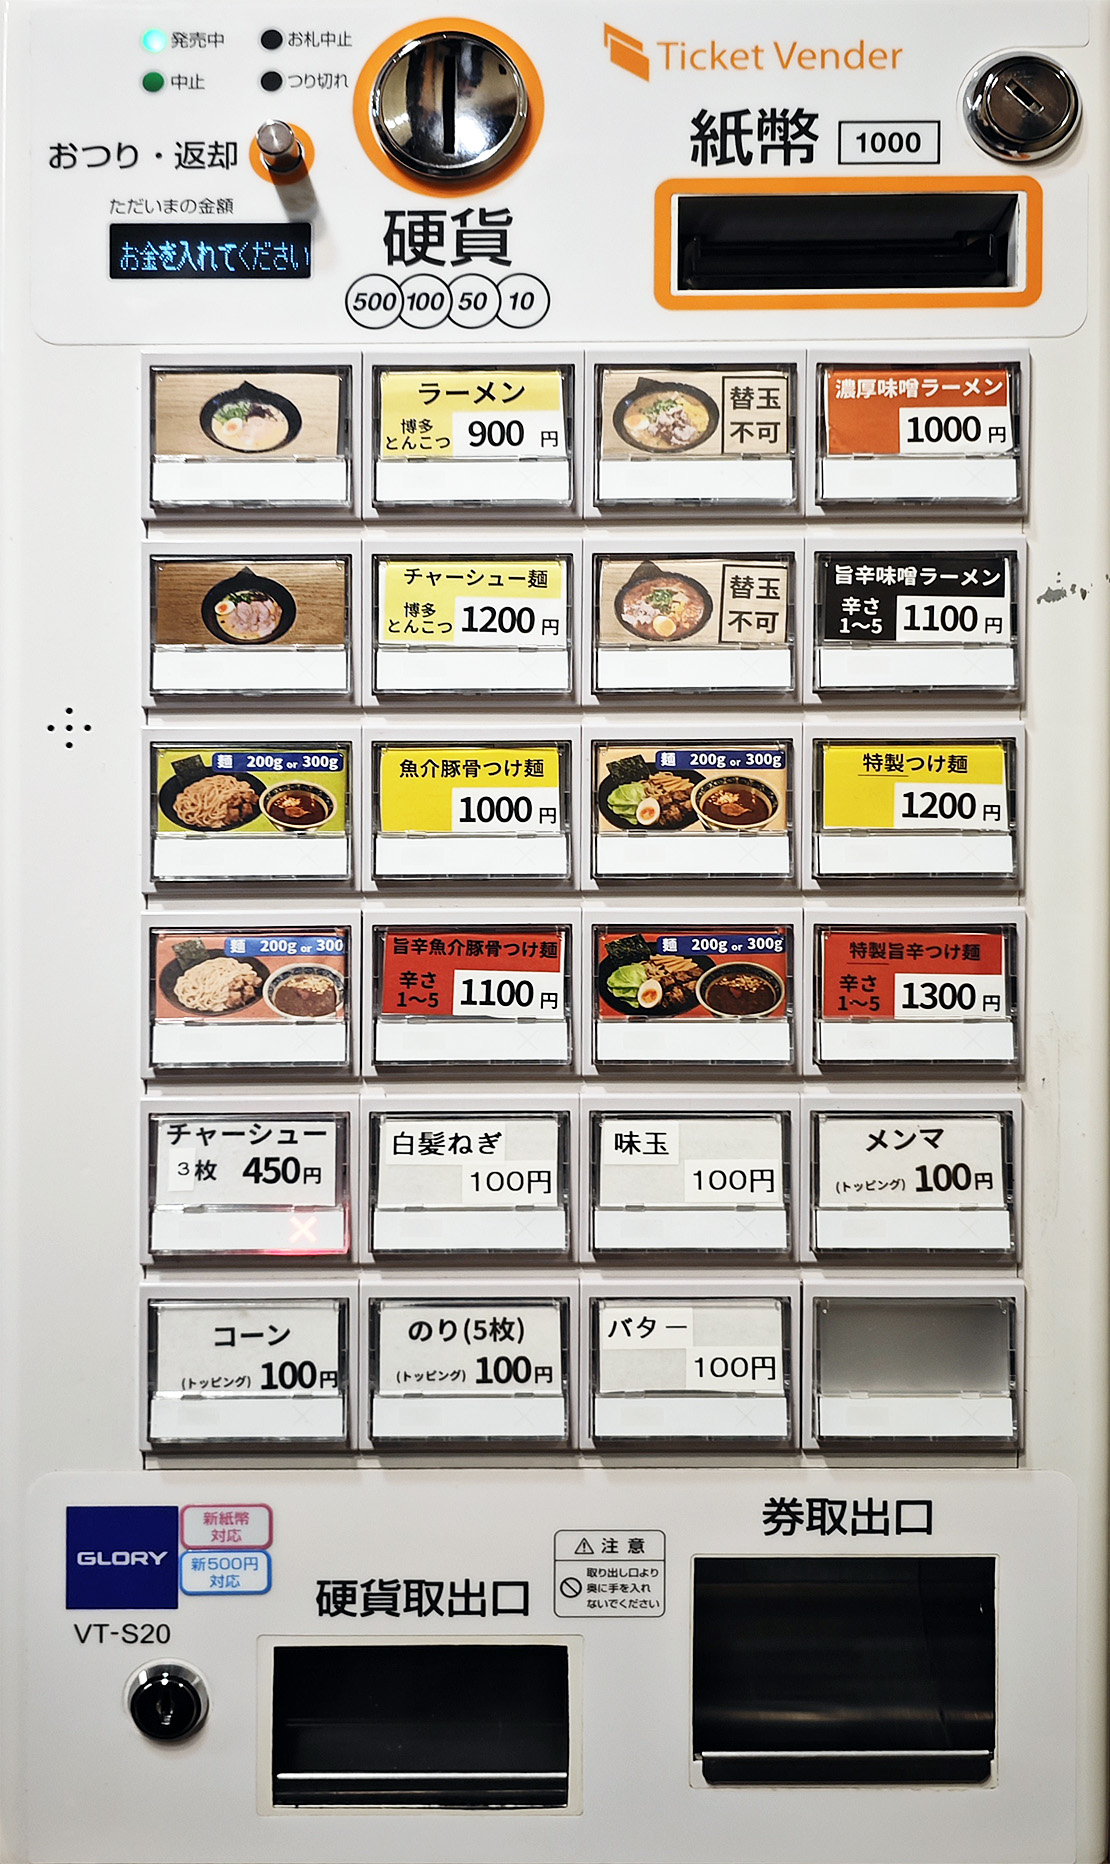 発売中
お札中止
中止
つり切れ
おつり・返却
ただいまの金額
お金を入れてください
硬貨
500 100 50 10
Ticket Vender
紙幣 1000
ラーメン
博多
とんこつ
900 円
替玉
不可
濃厚味噌ラーメン
1000 円
チャーシュー麺
博多
とんこつ
1200 円
替玉
不可
旨辛味噌ラーメン
辛さ
1〜5
1100 円
麺 200g or 300g
魚介豚骨つけ麺
1000 円
麺 200g or 300g
特製つけ麺
1200 円
麺 200g or 300
旨辛魚介豚骨つけ麺
辛さ
1〜5
1100 円
麺 200g or 300g
特製旨辛つけ麺
辛さ
1〜5
1300 円
チャーシュー
3枚 450円
×
白髪ねぎ
100円
味玉
100円
メンマ
(トッピング) 100円
コーン
(トッピング) 100円
のり(5枚)
(トッピング) 100円
バター
100円
GLORY
新紙幣
対応
新500円
対応
VT-S20
硬貨取出口
注意
取り出し口より
奥に手を入れ
ないでください
券取出口